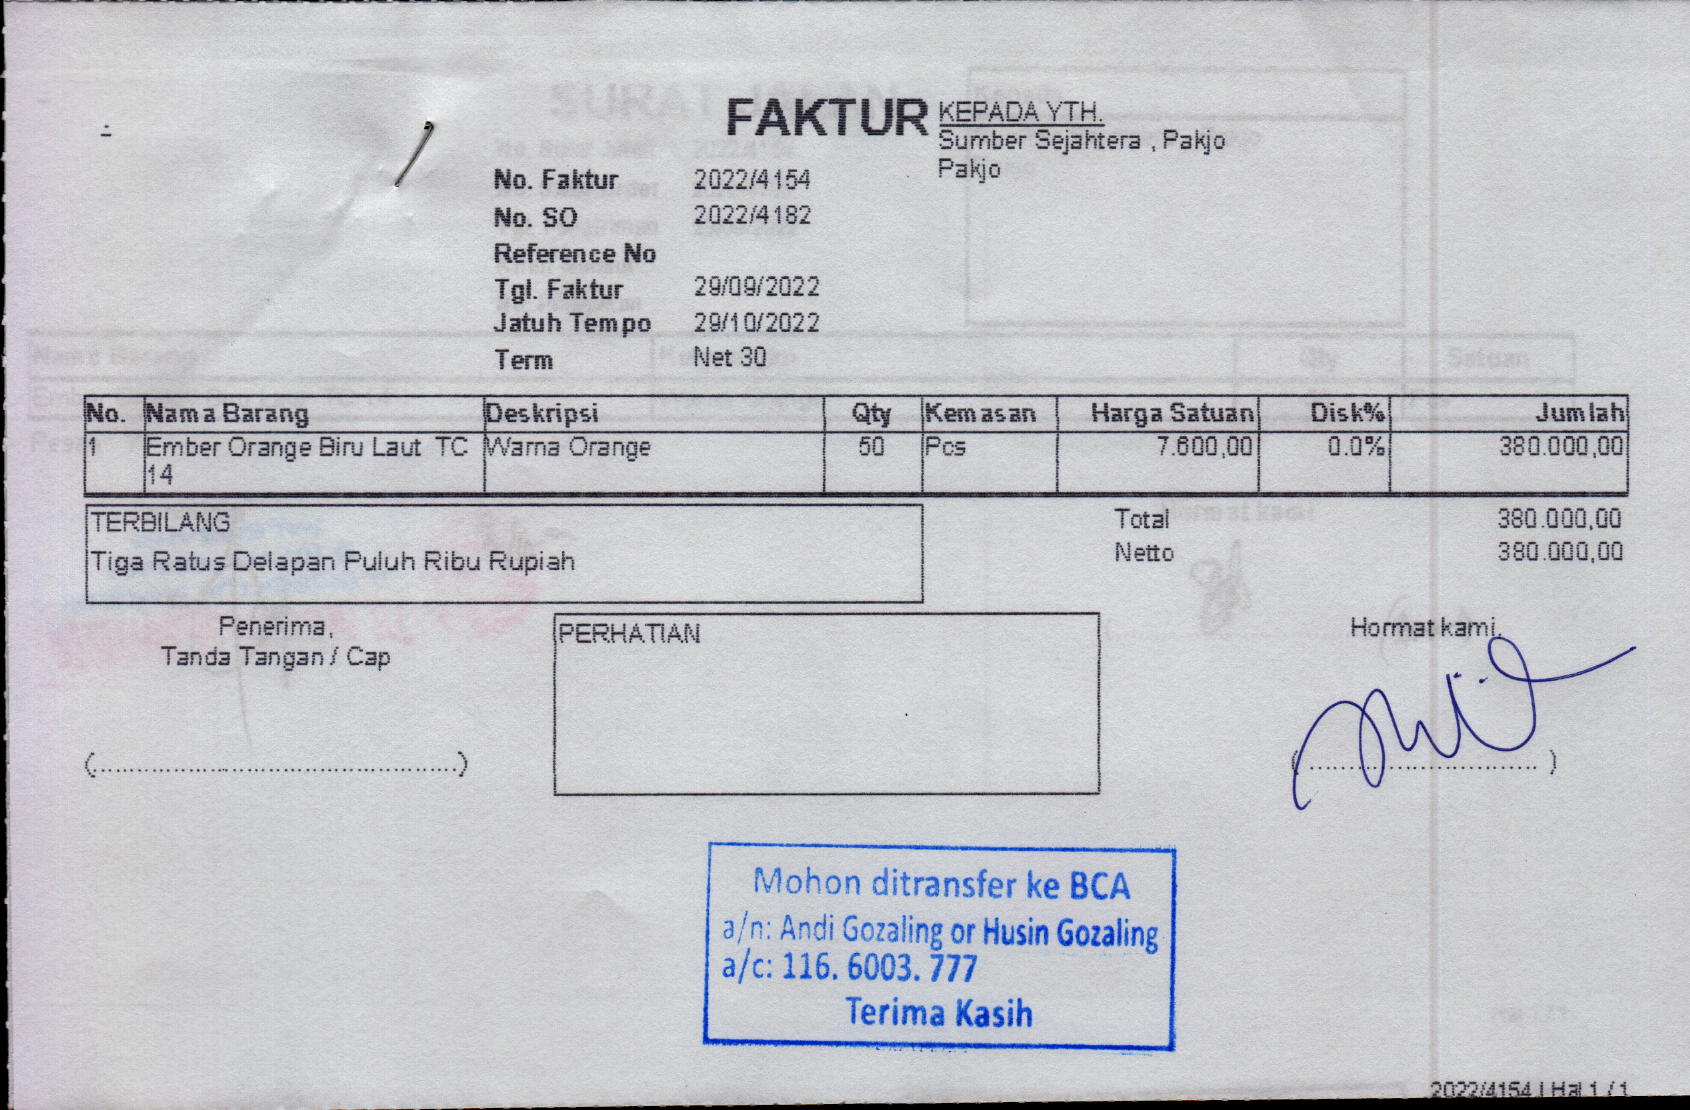 FAKTUR
KEPADA YTH.
Sumber Sejahtera , Pakjo
Pakjo
No. Faktur 2022/4154
No. SO 2022/4182
Reference No
Tgl. Faktur 29/09/2022
Jatuh Tempo 29/10/2022
Term Net 30
No. Nama Barang Deskripsi Qty Kemasan Harga Satuan Disk% Jumlah
1 Ember Orange Biru Laut TC Warna Orange 50 Pcs 7.600,00 0.0% 380.000,00
14
TERBILANG
Tiga Ratus Delapan Puluh Ribu Rupiah
Total 380.000,00
Netto 380.000,00
Penerima,
Tanda Tangan / Cap
(...............................................)
PERHATIAN
Hormat kami,
(................................)
Mohon ditransfer ke BCA
a/n: Andi Gozaling or Husin Gozaling
a/c: 116. 6003. 777
Terima Kasih
2022/4154 | Hal 1 / 1